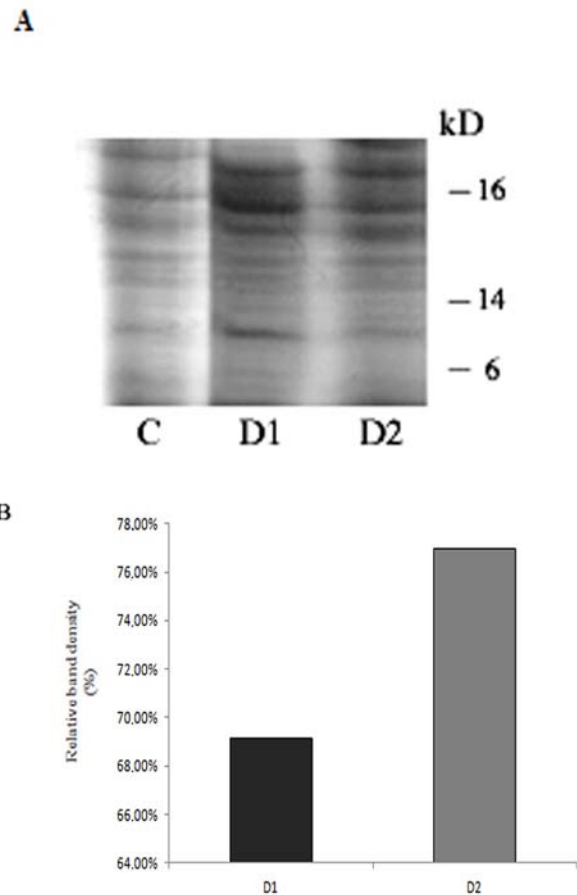 A
kD
16
14
6
C D1 D2
B
78,00%
76,00%
74,00%
72,00%
70,00%
68,00%
66,00%
64,00%
Relative band density
(%)
D1 D2